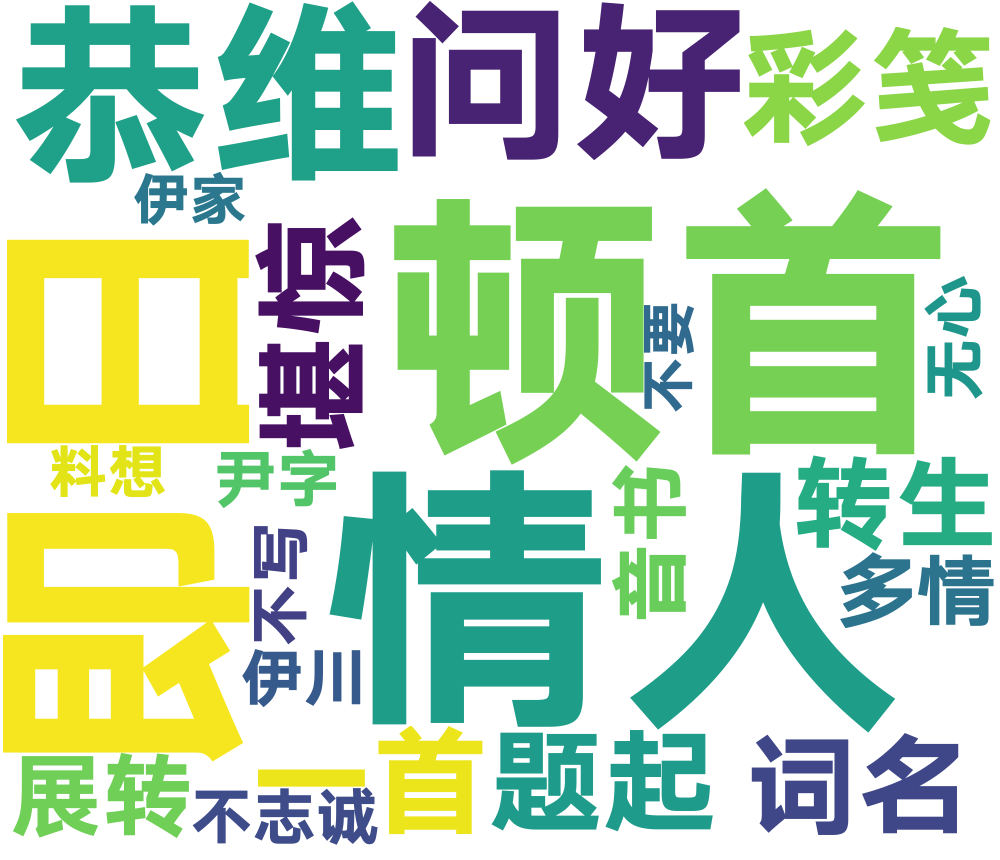 恭维
问好
彩笺
伊家
即日
堪惊
顿首
不要
无心
料想
尹字
情人
音书
转生
多情
不写
伊川
展转
不志诚
一首
题起
词名